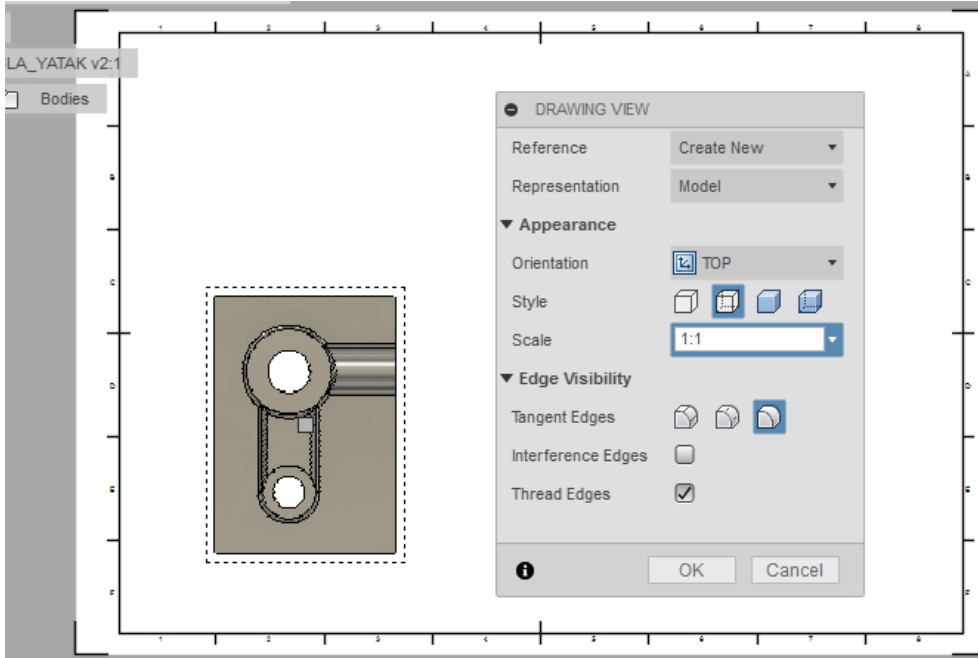 LA_YATAK v2:1
Bodies
DRAWING VIEW
Reference Create New
Representation Model
Appearance
Orientation TOP
Style
Scale 1:1
Edge Visibility
Tangent Edges
Interference Edges
Thread Edges
OK Cancel